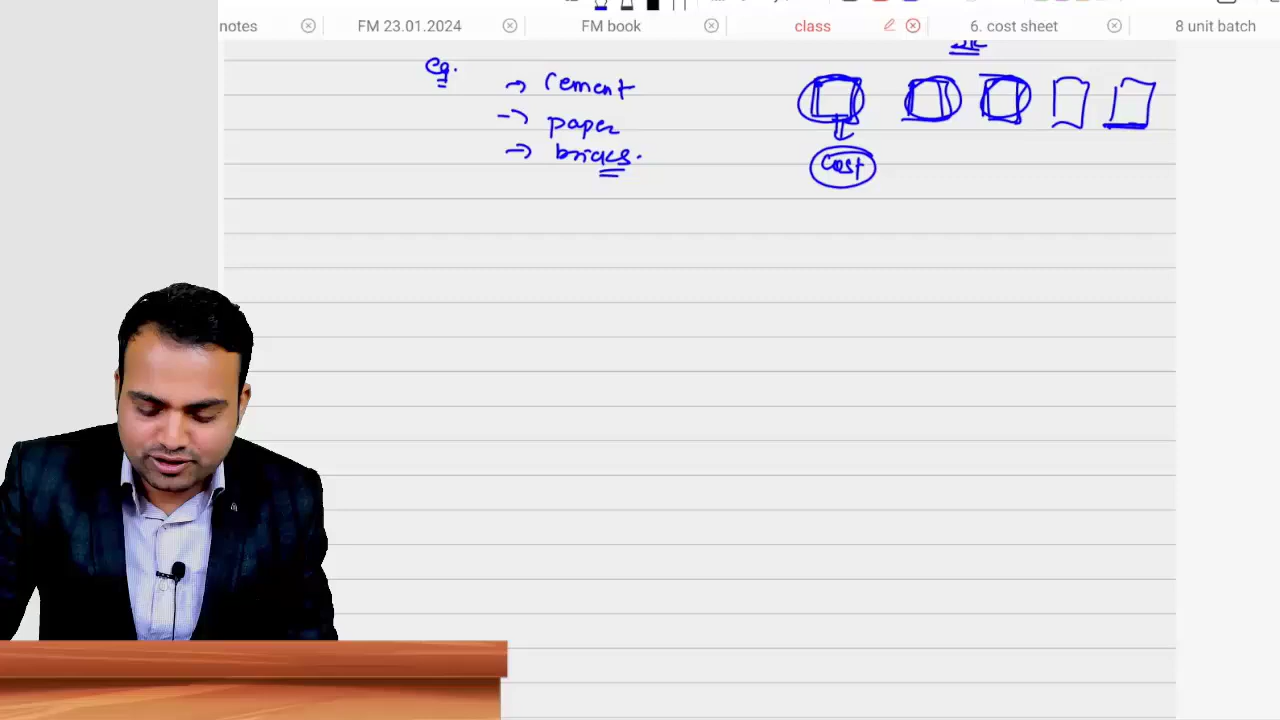 notes FM 23.01.2024 FM book class 6. cost sheet 8 unit batch
eg.
→ cement
→ paper
→ bricks.
cost